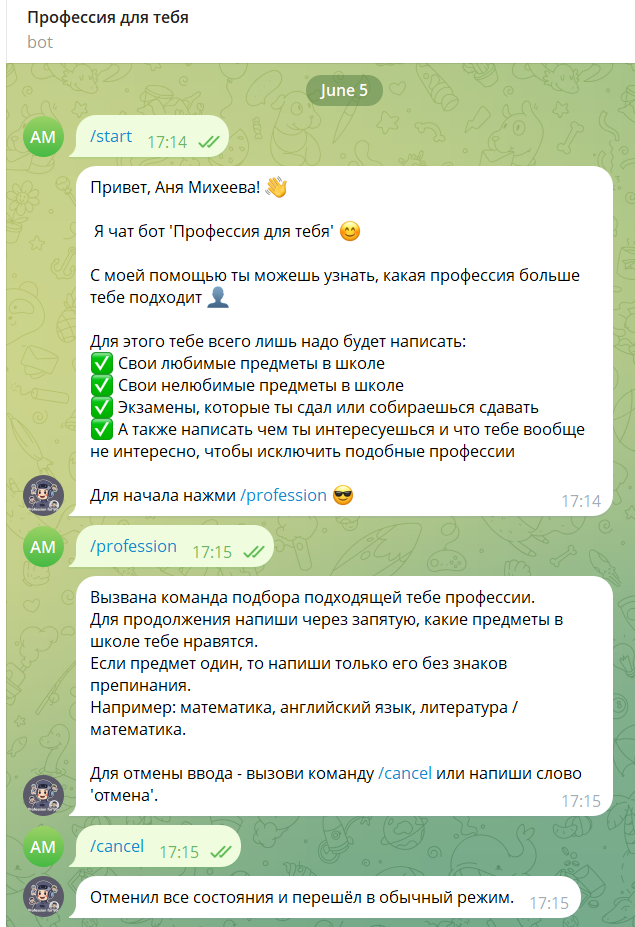 Профессия для тебя
bot
June 5
AM
/start 17:14
Привет, Аня Михеева! 👋
Я чат бот 'Профессия для тебя' 😊
С моей помощью ты можешь узнать, какая профессия больше
тебе подходит 👤
Для этого тебе всего лишь надо будет написать:
✅ Свои любимые предметы в школе
✅ Свои нелюбимые предметы в школе
✅ Экзамены, которые ты сдал или собираешься сдавать
✅ А также написать чем ты интересуешься и что тебе вообще
не интересно, чтобы исключить подобные профессии
Для начала нажми /profession 😎
17:14
AM
/profession 17:15
Вызвана команда подбора подходящей тебе профессии.
Для продолжения напиши через запятую, какие предметы в
школе тебе нравятся.
Если предмет один, то напиши только его без знаков
препинания.
Например: математика, английский язык, литература /
математика.
Для отмены ввода - вызови команду /cancel или напиши слово
'отмена'.
17:15
AM
/cancel 17:15
Отменил все состояния и перешёл в обычный режим. 17:15